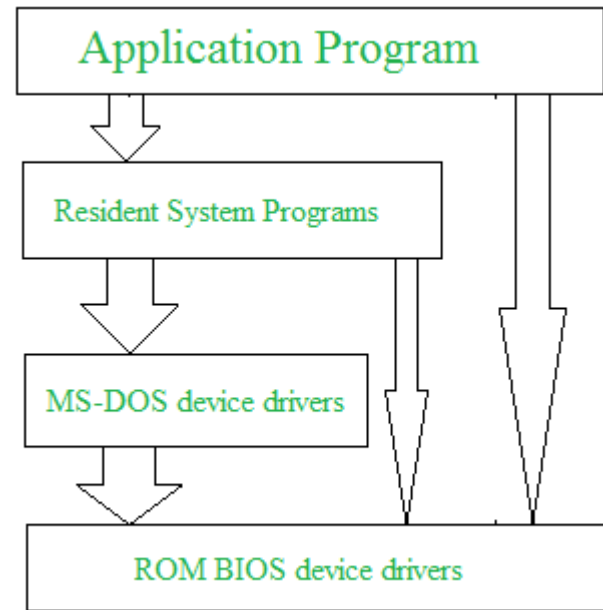 Application Program
Resident System Programs
MS-DOS device drivers
ROM BIOS device drivers